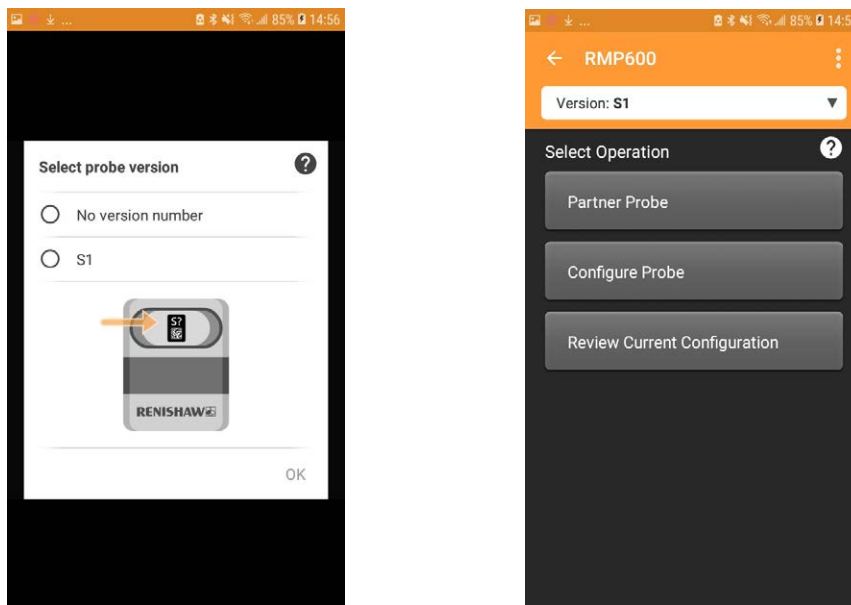 ... 85% 14:56
Select probe version
?
No version number
S1
S?
RENISHAW
OK
... 85% 14:5
RMP600
Version: S1
Select Operation
?
Partner Probe
Configure Probe
Review Current Configuration